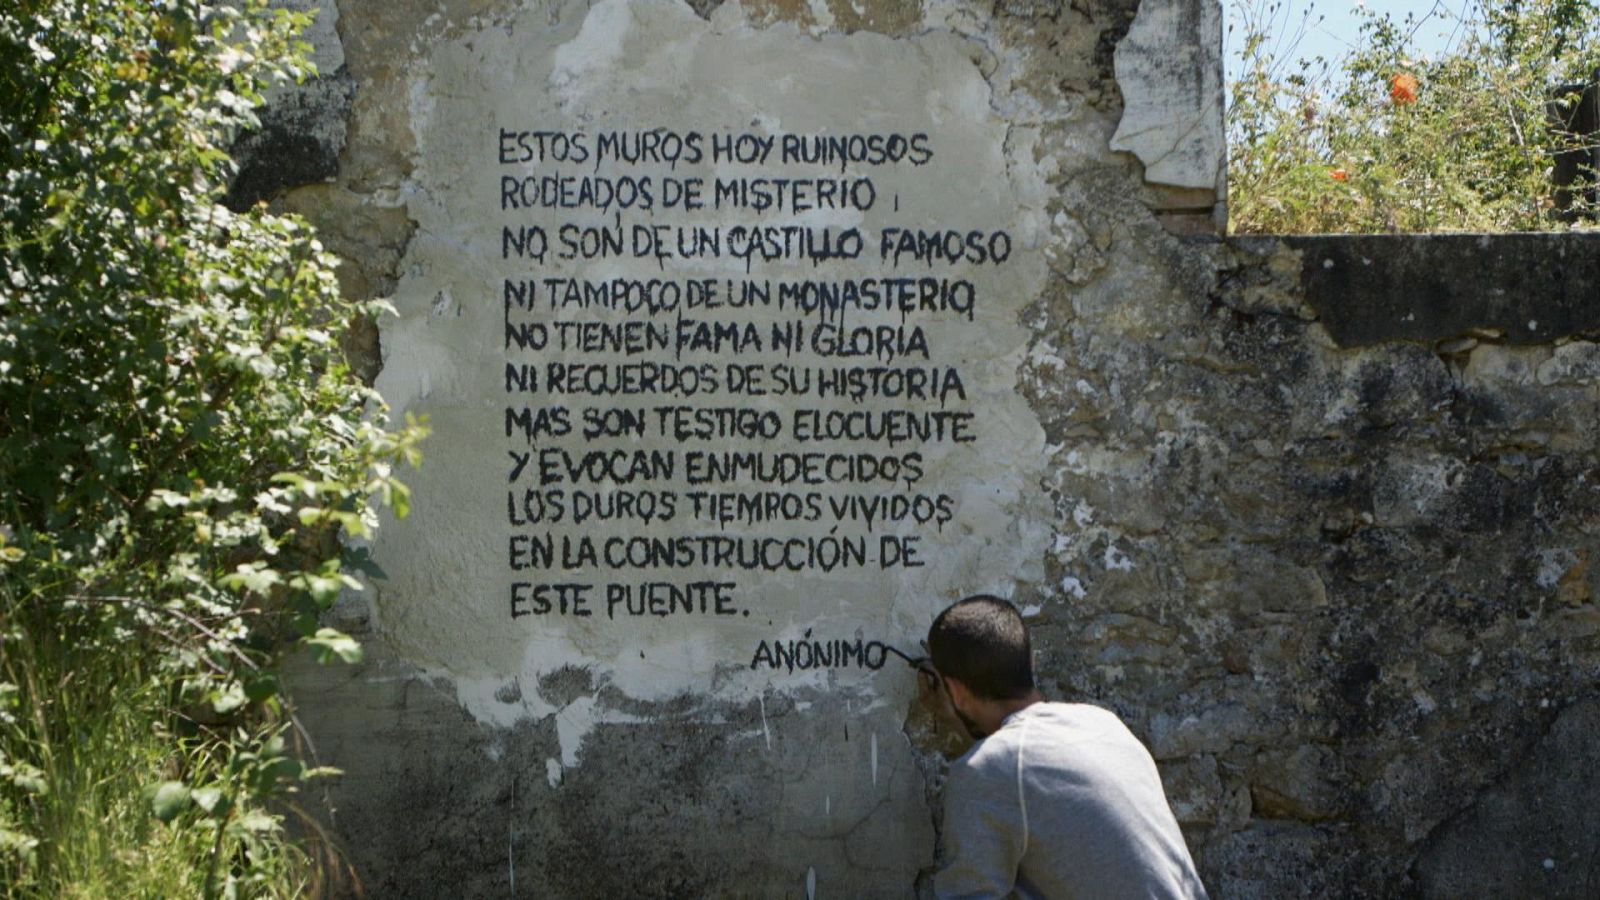 ESTOS MUROS HOY RUINOSOS
RODEADOS DE MISTERIO
NO SON DE UN CASTILLO FAMOSO
NI TAMPOCO DE UN MONASTERIO
NO TIENEN FAMA NI GLORIA
NI RECUERDOS DE SU HISTORIA
MAS SON TESTIGO ELOCUENTE
Y EVOCAN ENMUDECIDOS
LOS DUROS TIEMPOS VIVIDOS
EN LA CONSTRUCCIÓN DE
ESTE PUENTE.
ANÓNIMO